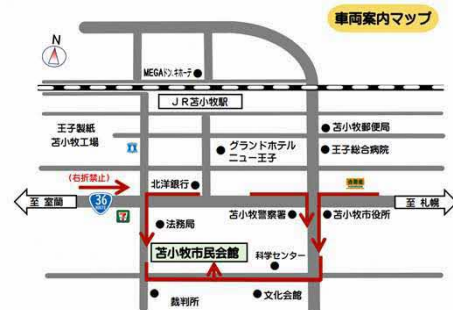 車両案内マップ
N
MEGAドン.キホーテ
JR苫小牧駅
王子製紙
苫小牧工場
グランドホテル
ニュー王子
苫小牧郵便局
王子総合病院
(右折禁止)
北洋銀行
至 室蘭
36
苫小牧警察署
苫小牧市役所
至 札幌
7
法務局
苫小牧市民会館
科学センター
裁判所
文化会館